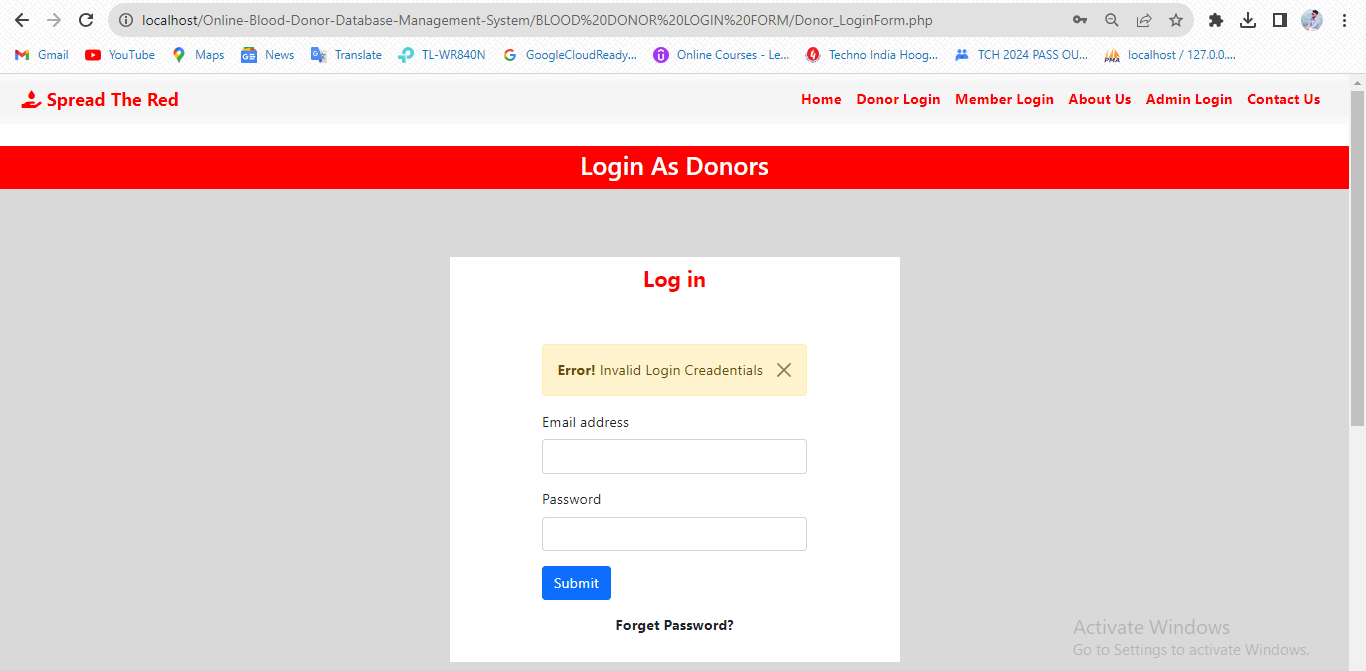 localhost/Online-Blood-Donor-Database-Management-System/BLOOD%20DONOR%20LOGIN%20FORM/Donor_LoginForm.php
Gmail YouTube Maps News Translate TL-WR840N GoogleCloudReady... Online Courses - Le... Techno India Hoog... TCH 2024 PASS OU... PMA localhost / 127.0.0....
Spread The Red Home Donor Login Member Login About Us Admin Login Contact Us
Login As Donors
Log in
Error! Invalid Login Creadentials
Email address
Password
Submit
Forget Password?
Activate Windows
Go to Settings to activate Windows.